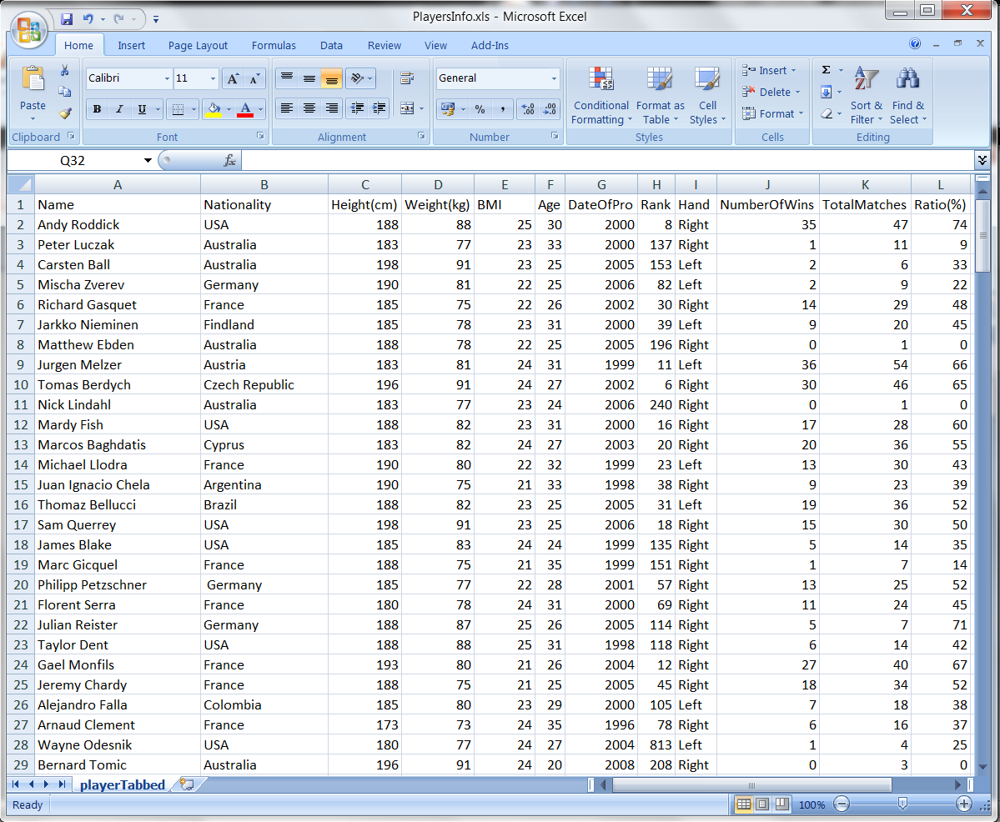 PlayersInfo.xls - Microsoft Excel
Home Insert Page Layout Formulas Data Review View Add-Ins
Calibri 11 General Insert Σ
Paste B I U % , Conditional Formatting Format as Table Cell Styles Delete Sort & Filter Find & Select
Format
Clipboard Font Alignment Number Styles Cells Editing
Q32 fx
A B C D E F G H I J K L
1 Name Nationality Height(cm) Weight(kg) BMI Age DateOfPro Rank Hand NumberOfWins TotalMatches Ratio(%)
2 Andy Roddick USA 188 88 25 30 2000 8 Right 35 47 74
3 Peter Luczak Australia 183 77 23 33 2000 137 Right 1 11 9
4 Carsten Ball Australia 198 91 23 25 2005 153 Left 2 6 33
5 Mischa Zverev Germany 190 81 22 25 2006 82 Left 2 9 22
6 Richard Gasquet France 185 75 22 26 2002 30 Right 14 29 48
7 Jarkko Nieminen Findland 185 78 23 31 2000 39 Left 9 20 45
8 Matthew Ebden Australia 188 78 22 25 2005 196 Right 0 1 0
9 Jurgen Melzer Austria 183 81 24 31 1999 11 Left 36 54 66
10 Tomas Berdych Czech Republic 196 91 24 27 2002 6 Right 30 46 65
11 Nick Lindahl Australia 183 77 23 24 2006 240 Right 0 1 0
12 Mardy Fish USA 188 82 23 31 2000 16 Right 17 28 60
13 Marcos Baghdatis Cyprus 183 82 24 27 2003 20 Right 20 36 55
14 Michael Llodra France 190 80 22 32 1999 23 Left 13 30 43
15 Juan Ignacio Chela Argentina 190 75 21 33 1998 38 Right 9 23 39
16 Thomaz Bellucci Brazil 188 82 23 25 2005 31 Left 19 36 52
17 Sam Querrey USA 198 91 23 25 2006 18 Right 15 30 50
18 James Blake USA 185 83 24 24 1999 135 Right 5 14 35
19 Marc Gicquel France 188 75 21 35 1999 151 Right 1 7 14
20 Philipp Petzschner Germany 185 77 22 28 2001 57 Right 13 25 52
21 Florent Serra France 180 78 24 31 2000 69 Right 11 24 45
22 Julian Reister Germany 188 87 25 26 2005 114 Right 5 7 71
23 Taylor Dent USA 188 88 25 31 1998 118 Right 6 14 42
24 Gael Monfils France 193 80 21 26 2004 12 Right 27 40 67
25 Jeremy Chardy France 188 75 21 25 2005 45 Right 18 34 52
26 Alejandro Falla Colombia 185 80 23 29 2000 105 Left 7 18 38
27 Arnaud Clement France 173 73 24 35 1996 78 Right 6 16 37
28 Wayne Odesnik USA 180 77 24 27 2004 813 Left 1 4 25
29 Bernard Tomic Australia 196 91 24 20 2008 208 Right 0 3 0
playerTabbed
Ready 100%